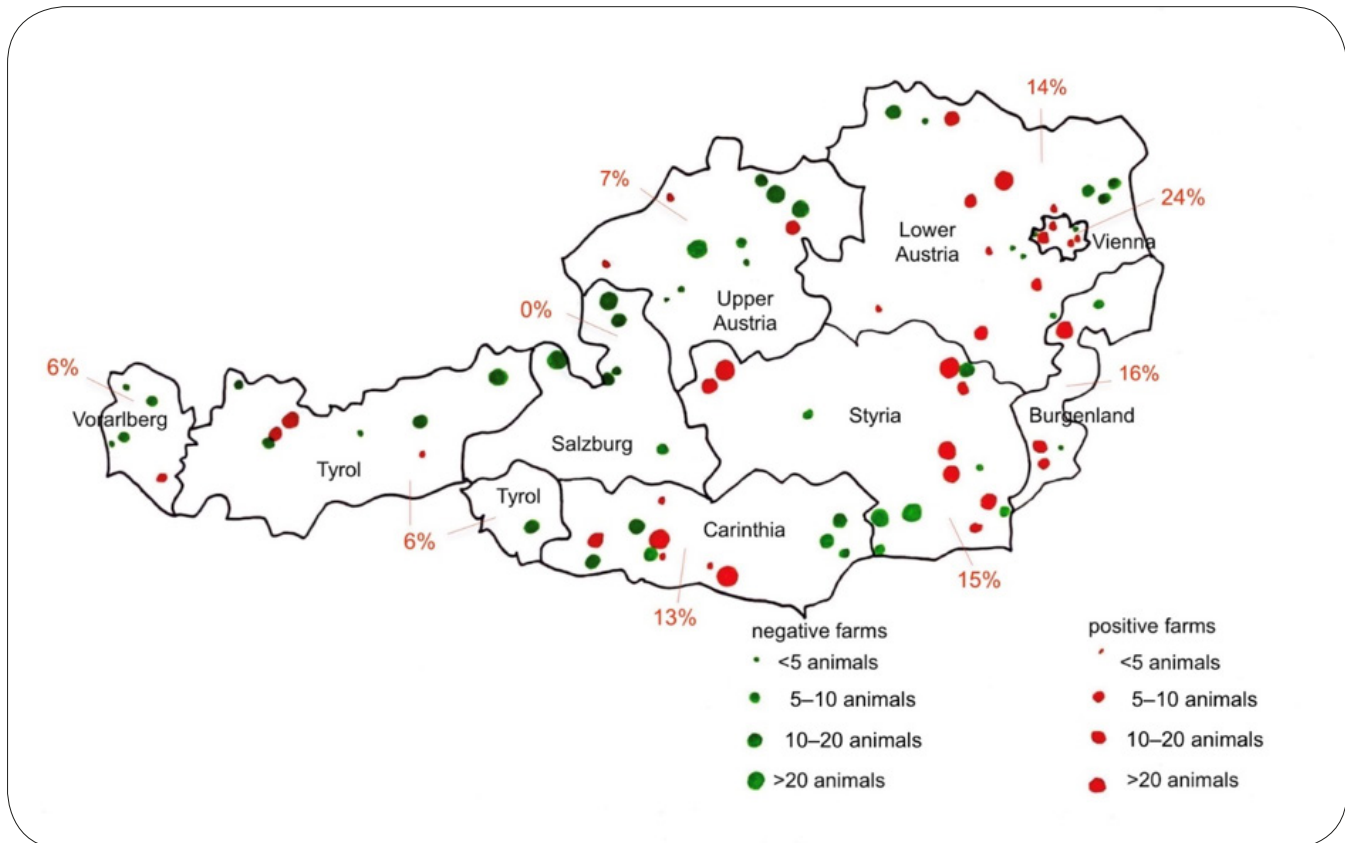 14%
7%
24%
Lower
Austria
Vienna
Upper
Austria
0%
6%
Vorarlberg
16%
Burgenland
Styria
Salzburg
Tyrol
Tyrol
6%
Carinthia
15%
13%
negative farms
<5 animals
5–10 animals
10–20 animals
>20 animals
positive farms
<5 animals
5–10 animals
10–20 animals
>20 animals